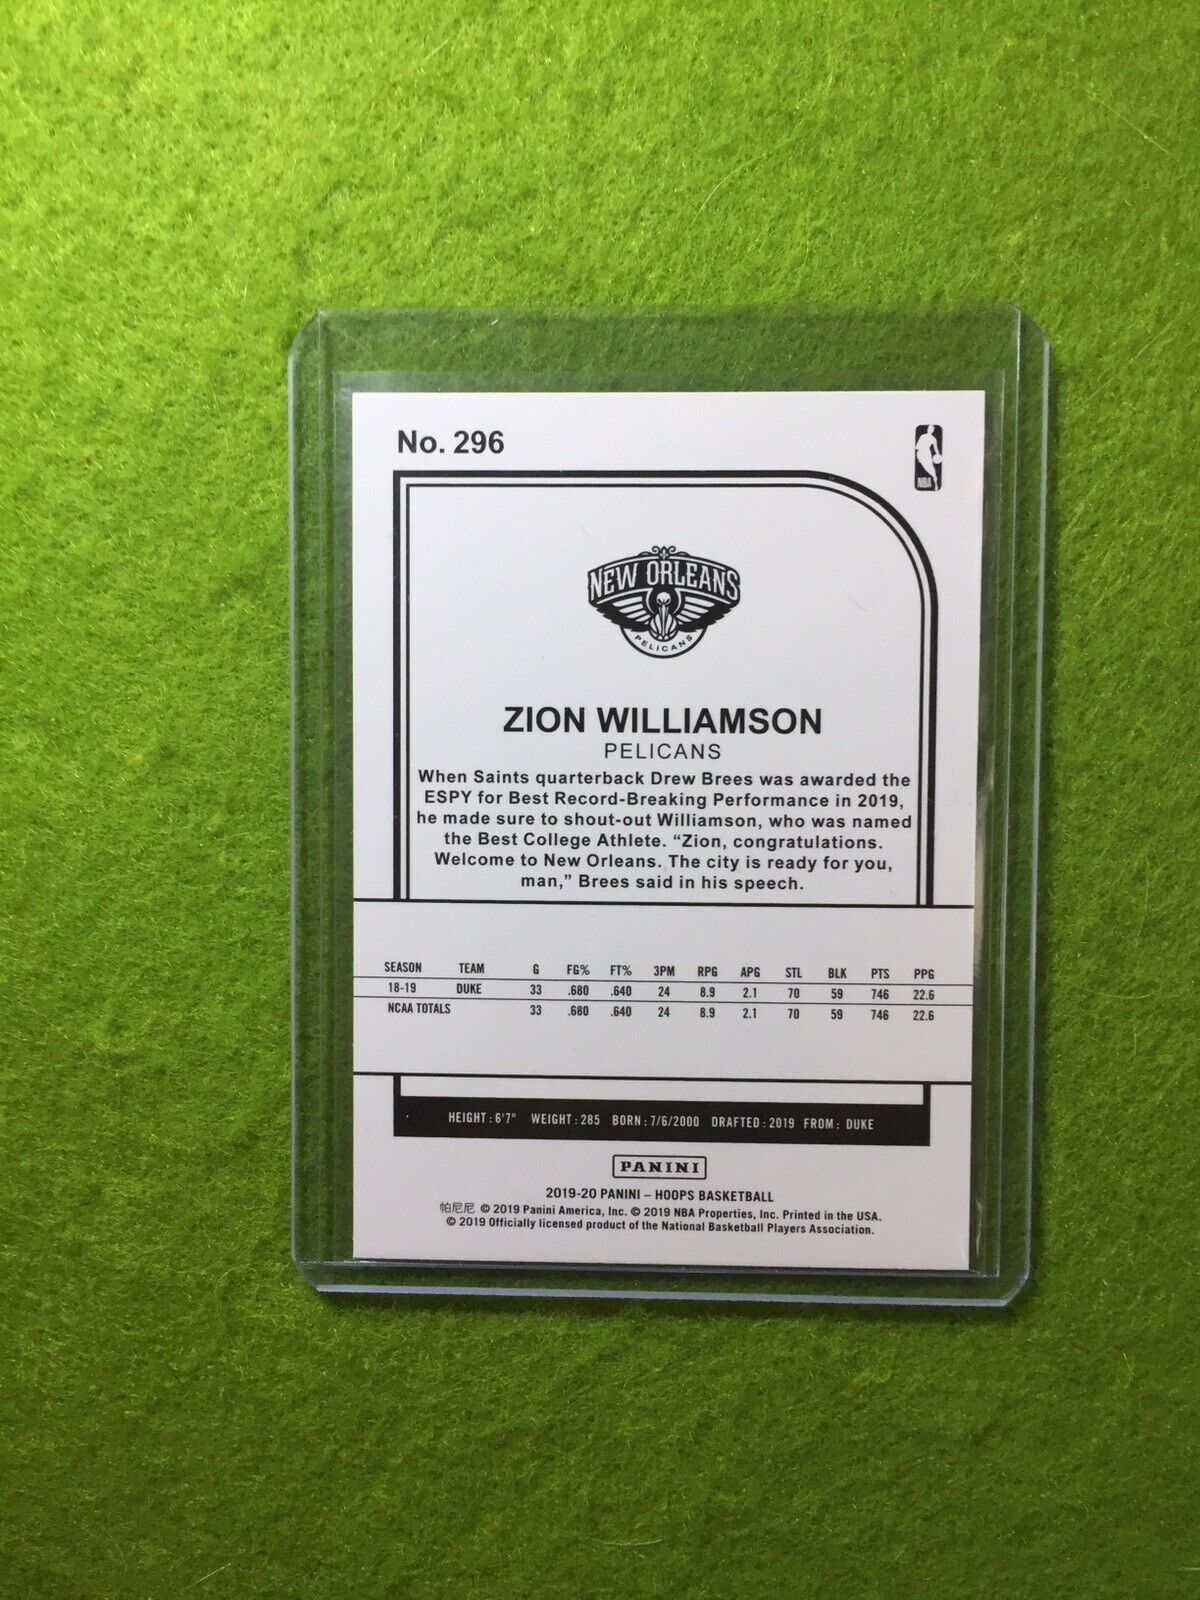 No. 296
NBA
NEW ORLEANS
PELICANS
ZION WILLIAMSON
PELICANS
When Saints quarterback Drew Brees was awarded the
ESPY for Best Record-Breaking Performance in 2019,
he made sure to shout-out Williamson, who was named
the Best College Athlete. “Zion, congratulations.
Welcome to New Orleans. The city is ready for you,
man,” Brees said in his speech.
SEASON TEAM G FG% FT% 3PM RPG APG STL BLK PTS PPG
18-19 DUKE 33 .680 .640 24 8.9 2.1 70 59 746 22.6
NCAA TOTALS 33 .680 .640 24 8.9 2.1 70 59 746 22.6
HEIGHT: 6'7" WEIGHT: 285 BORN: 7/6/2000 DRAFTED: 2019 FROM: DUKE
PANINI
2019-20 PANINI – HOOPS BASKETBALL
帕尼尼 © 2019 Panini America, Inc. © 2019 NBA Properties, Inc. Printed in the USA.
© 2019 Officially licensed product of the National Basketball Players Association.